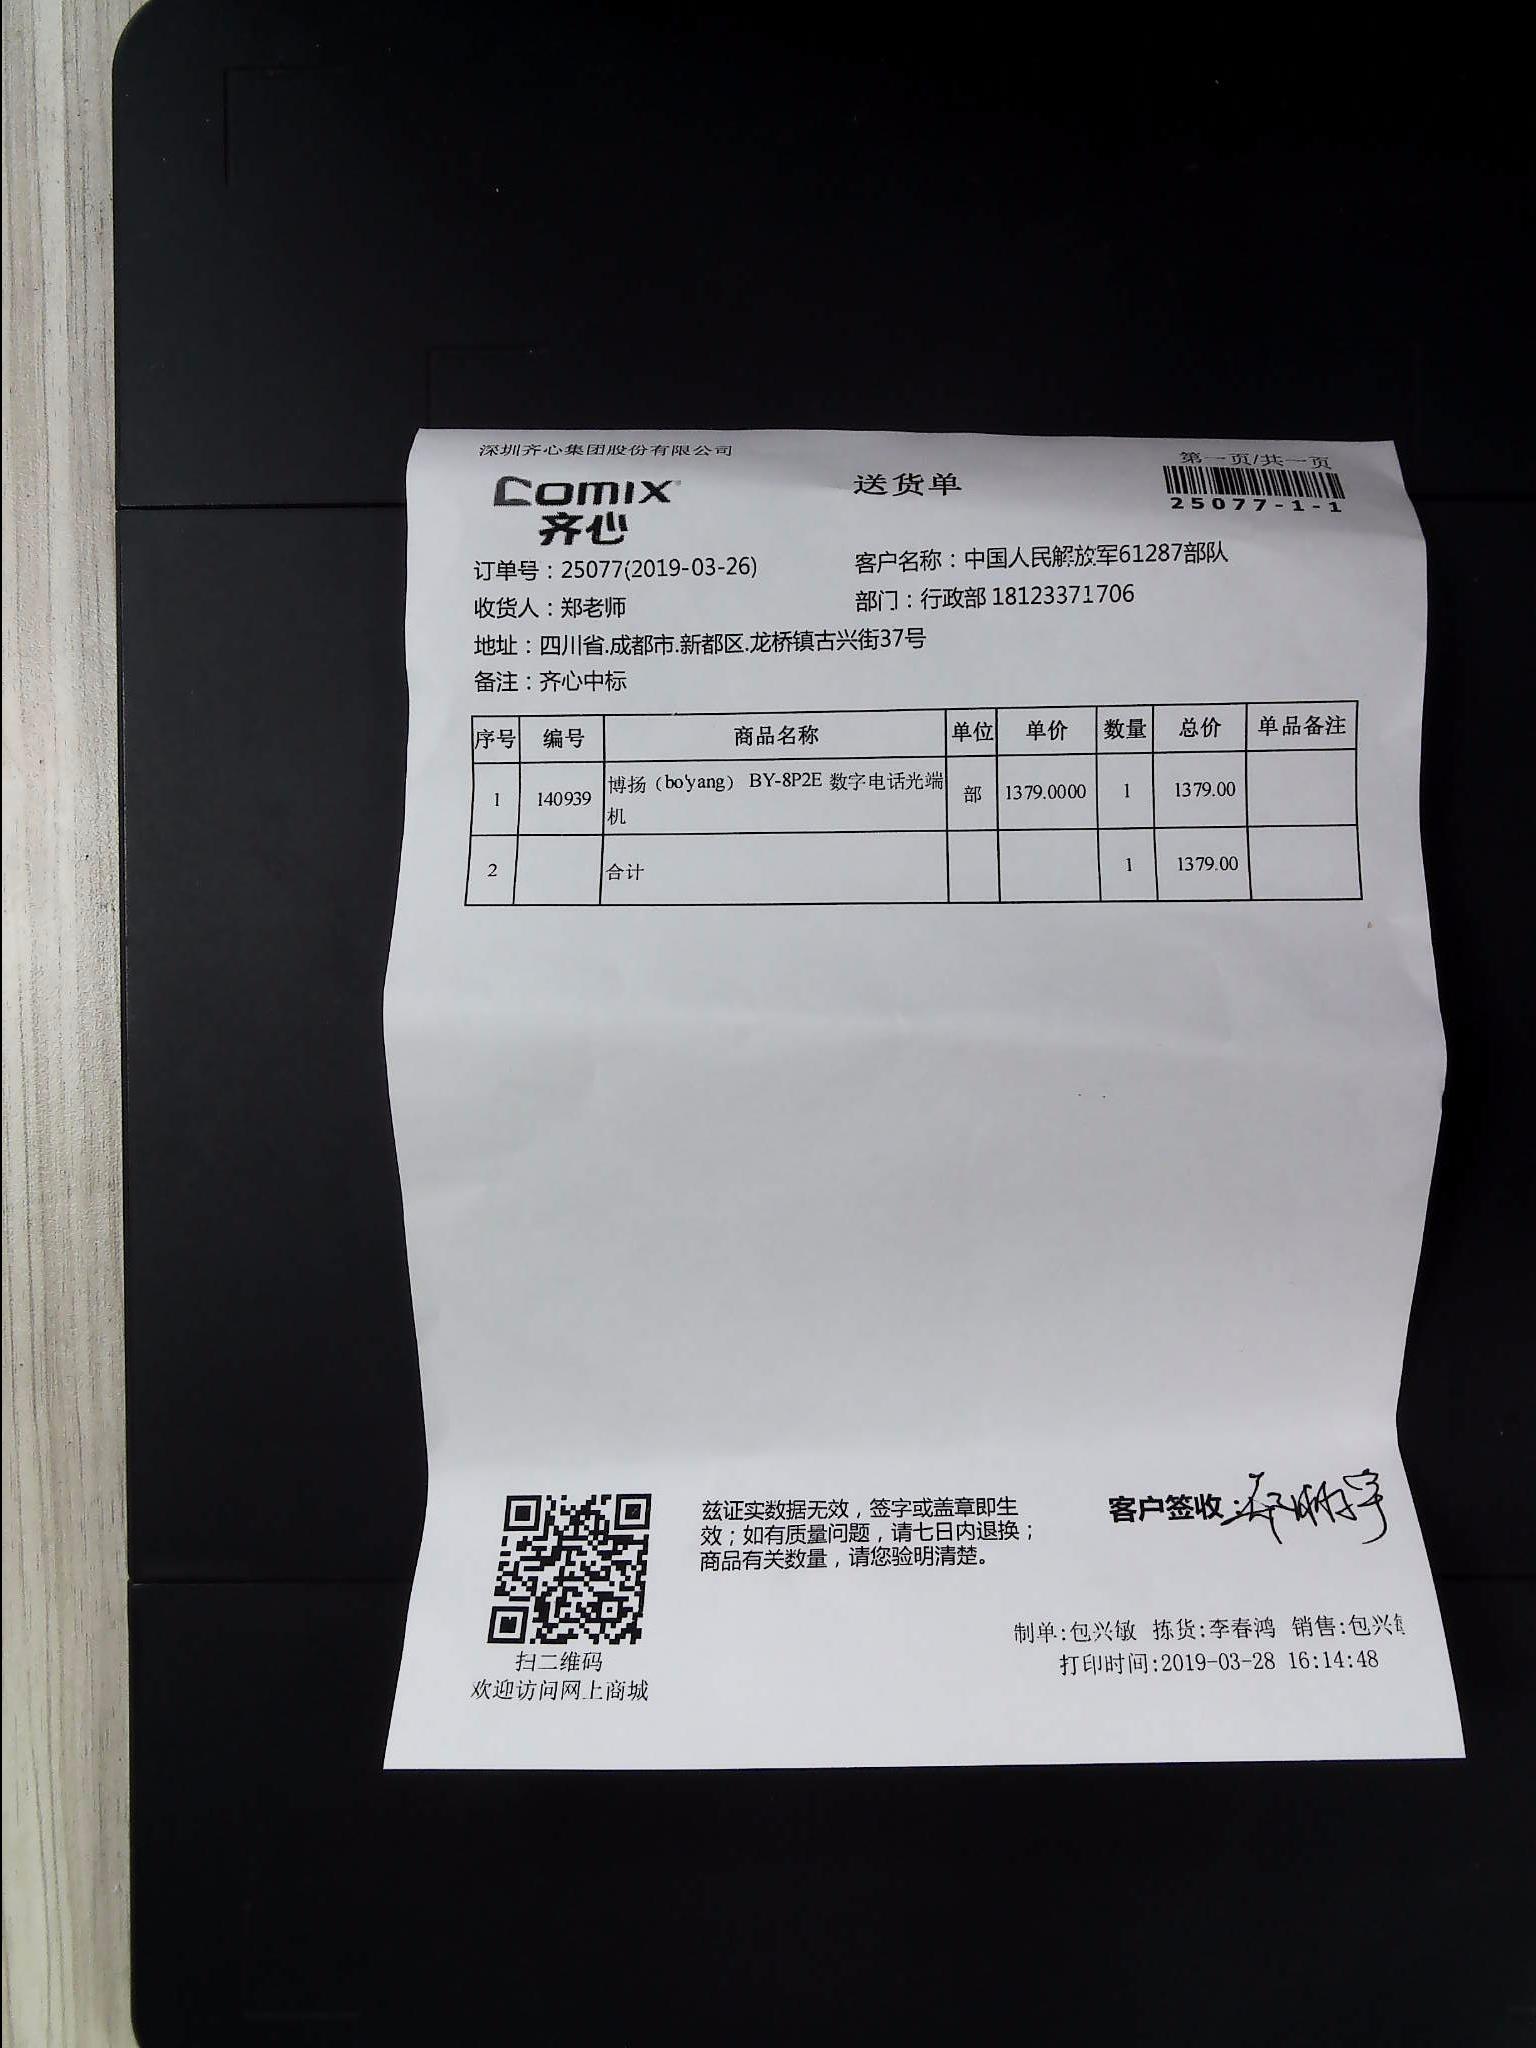 深圳齐心集团股份有限公司
第一页/共一页
COMIX
齐心
送货单
25077-1-1
订单号：25077(2019-03-26)
客户名称：中国人民解放军61287部队
收货人：郑老师
部门：行政部 18123371706
地址：四川省.成都市.新都区.龙桥镇古兴街37号
备注：齐心中标
序号 编号 商品名称 单位 单价 数量 总价 单品备注
1 140939 博扬（bo'yang） BY-8P2E 数字电话光端 部 1379.0000 1 1379.00
机
2 合计 1 1379.00
兹证实数据无效，签字或盖章即生
效；如有质量问题，请七日内退换；
商品有关数量，请您验明清楚。
客户签收:
制单:包兴敏 拣货:李春鸿 销售:包兴
打印时间:2019-03-28 16:14:48
扫二维码
欢迎访问网上商城